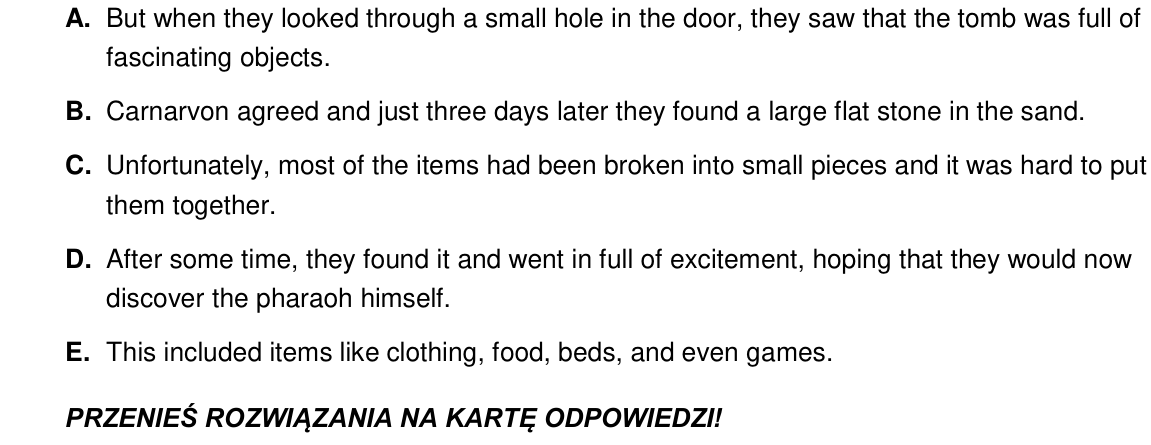 A. But when they looked through a small hole in the door, they saw that the tomb was full of
fascinating objects.
B. Carnarvon agreed and just three days later they found a large flat stone in the sand.
C. Unfortunately, most of the items had been broken into small pieces and it was hard to put
them together.
D. After some time, they found it and went in full of excitement, hoping that they would now
discover the pharaoh himself.
E. This included items like clothing, food, beds, and even games.
PRZENIEŚ ROZWIĄZANIA NA KARTĘ ODPOWIEDZI!